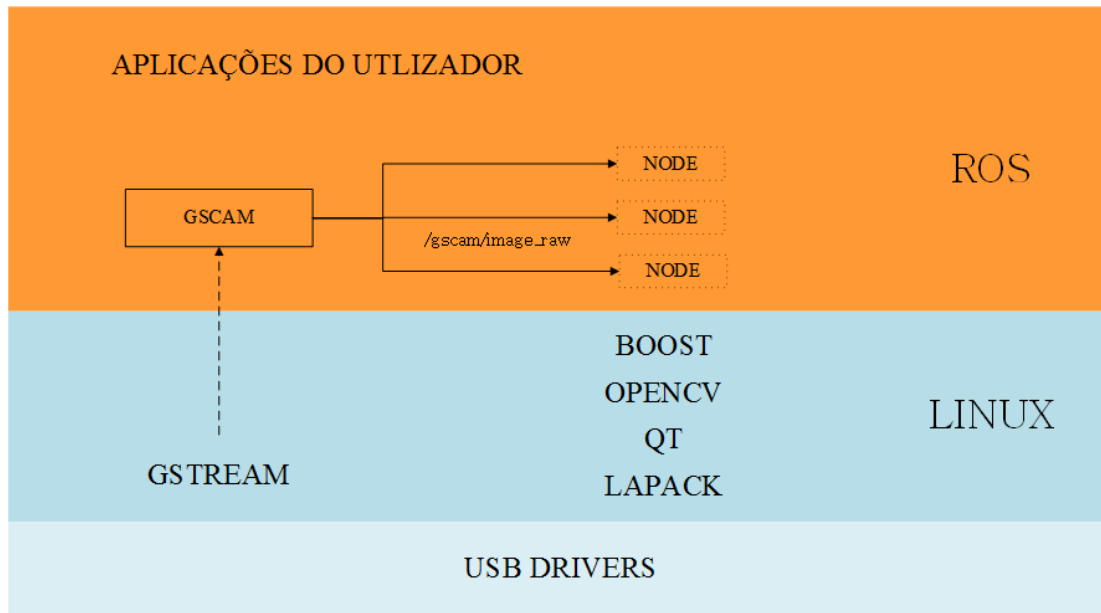 APLICAÇÕES DO UTLIZADOR
NODE
ROS
GSCAM
NODE
/gscam/image_raw
NODE
BOOST
OPENCV
LINUX
QT
GSTREAM
LAPACK
USB DRIVERS